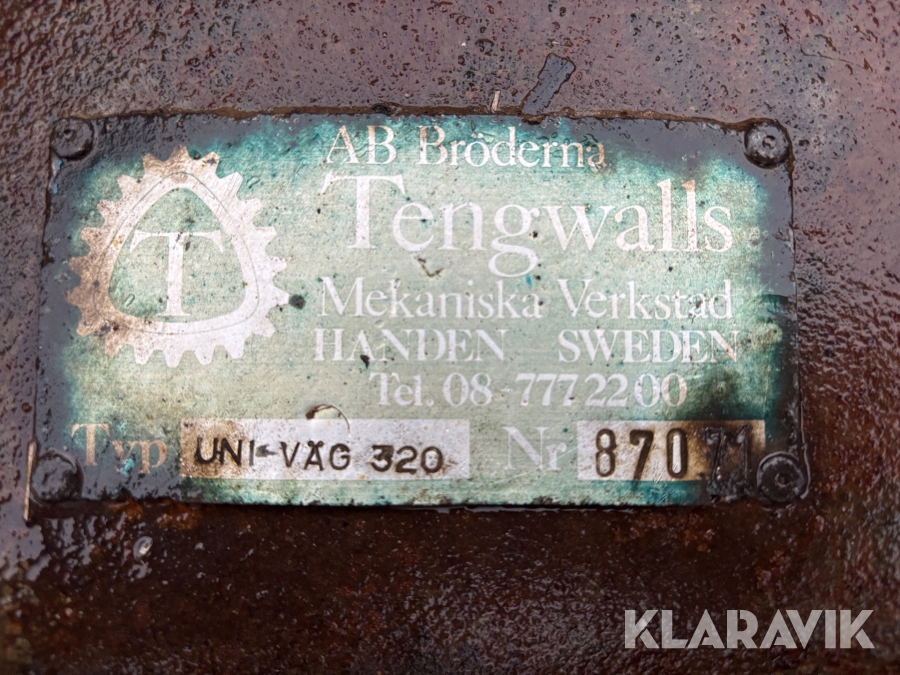 AB Bröderna
Tengwalls
T
Mekaniska Verkstad
HANDEN SWEDEN
Tel. 08-777 22 00
Typ UNI-VÄG 320 Nr 87071
KLARAVIK